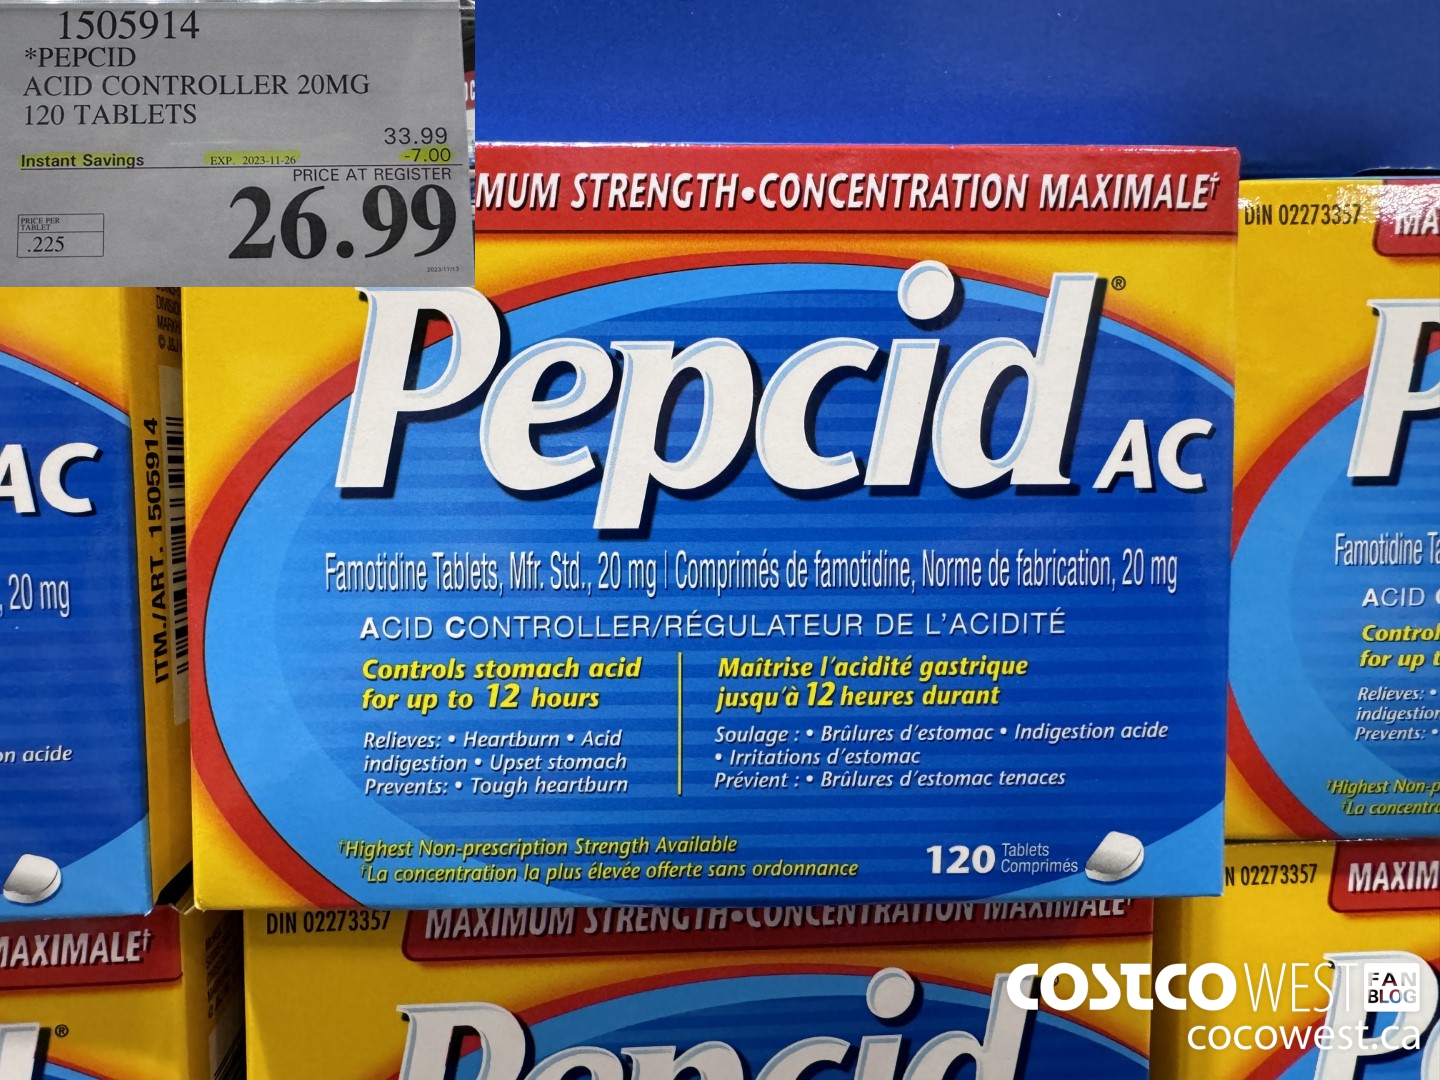 1505914
*PEPCID
ACID CONTROLLER 20MG
120 TABLETS
33.99
Instant Savings EXP. 2023-11-26 -7.00
PRICE AT REGISTER
26.99
PRICE PER
TABLET
.225
2023/11/13
MUM STRENGTH•CONCENTRATION MAXIMALE†
Pepcid® AC
Famotidine Tablets, Mfr. Std., 20 mg | Comprimés de famotidine, Norme de fabrication, 20 mg
ACID CONTROLLER/RÉGULATEUR DE L'ACIDITÉ
Controls stomach acid
for up to 12 hours
Relieves: • Heartburn • Acid
indigestion • Upset stomach
Prevents: • Tough heartburn
Maîtrise l'acidité gastrique
jusqu'à 12 heures durant
Soulage : • Brûlures d'estomac • Indigestion acide
• Irritations d'estomac
Prévient : • Brûlures d'estomac tenaces
†Highest Non-prescription Strength Available
†La concentration la plus élevée offerte sans ordonnance
120 Tablets
Comprimés
AC
, 20 mg
on acide
ITM./ART. 1505914
DIN 02273357
MA
P
Famotidine Ta
ACID C
Control
for up t
Relieves: •
indigestion
Prevents: •
†Highest Non-p
†La concentra
MAXIMALE†
®
DIN 02273357
MAXIMUM STRENGTH•CONCENTRATION MAXIMALE†
Pepcid
N 02273357
MAXIM
P
COSTCO WEST FAN
BLOG
cocowest.ca